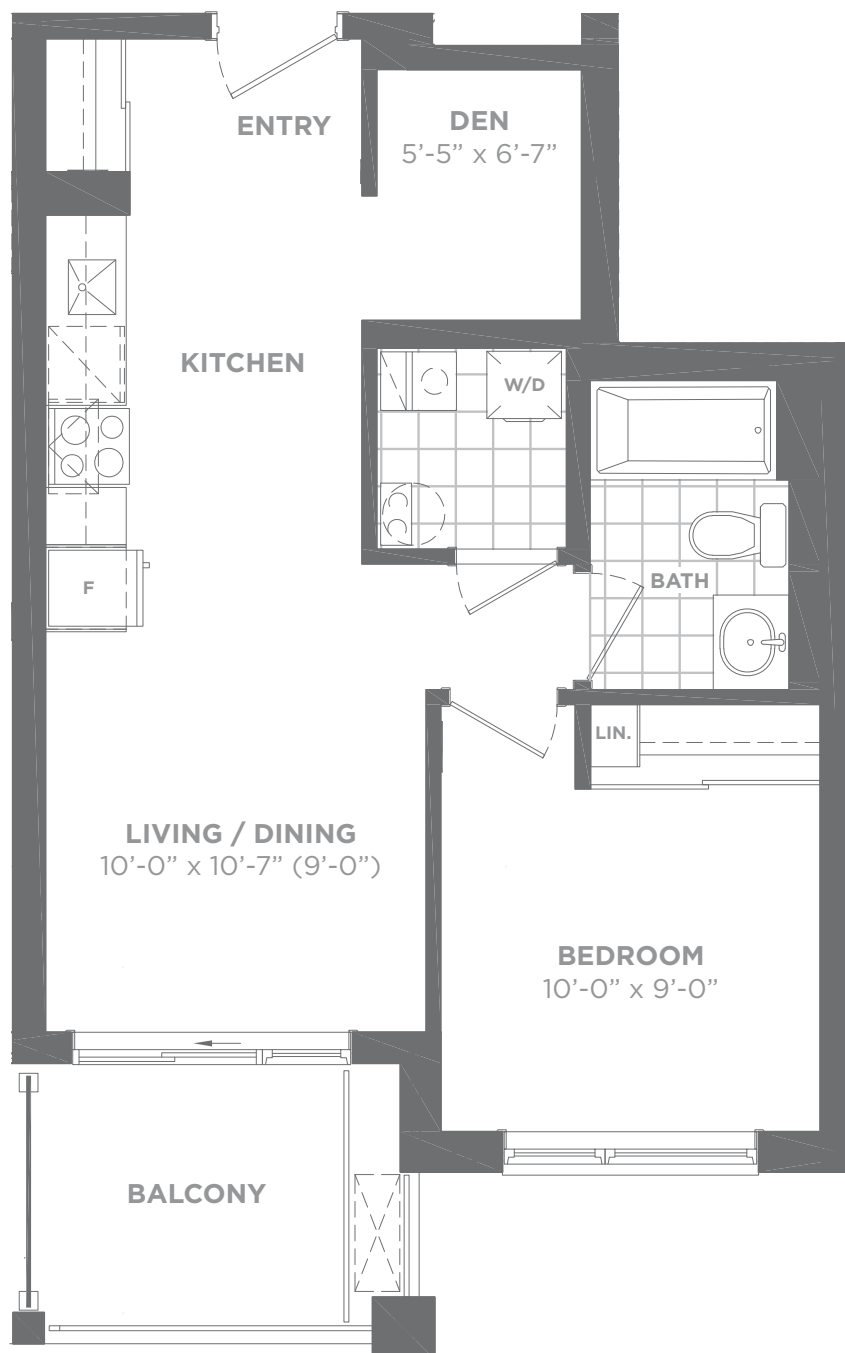 ENTRY
DEN
5’-5” x 6’-7”
KITCHEN
W/D
F
BATH
LIN.
LIVING / DINING
10’-0” x 10’-7” (9’-0”)
BEDROOM
10’-0” x 9’-0”
BALCONY